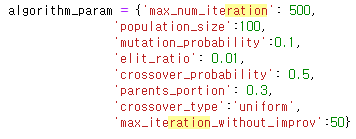 algorithm_param = {'max_num_iteration': 500,
'population_size':100,
'mutation_probability':0.1,
'elit_ratio': 0.01,
'crossover_probability': 0.5,
'parents_portion': 0.3,
'crossover_type':'uniform',
'max_iteration_without_improv':50}